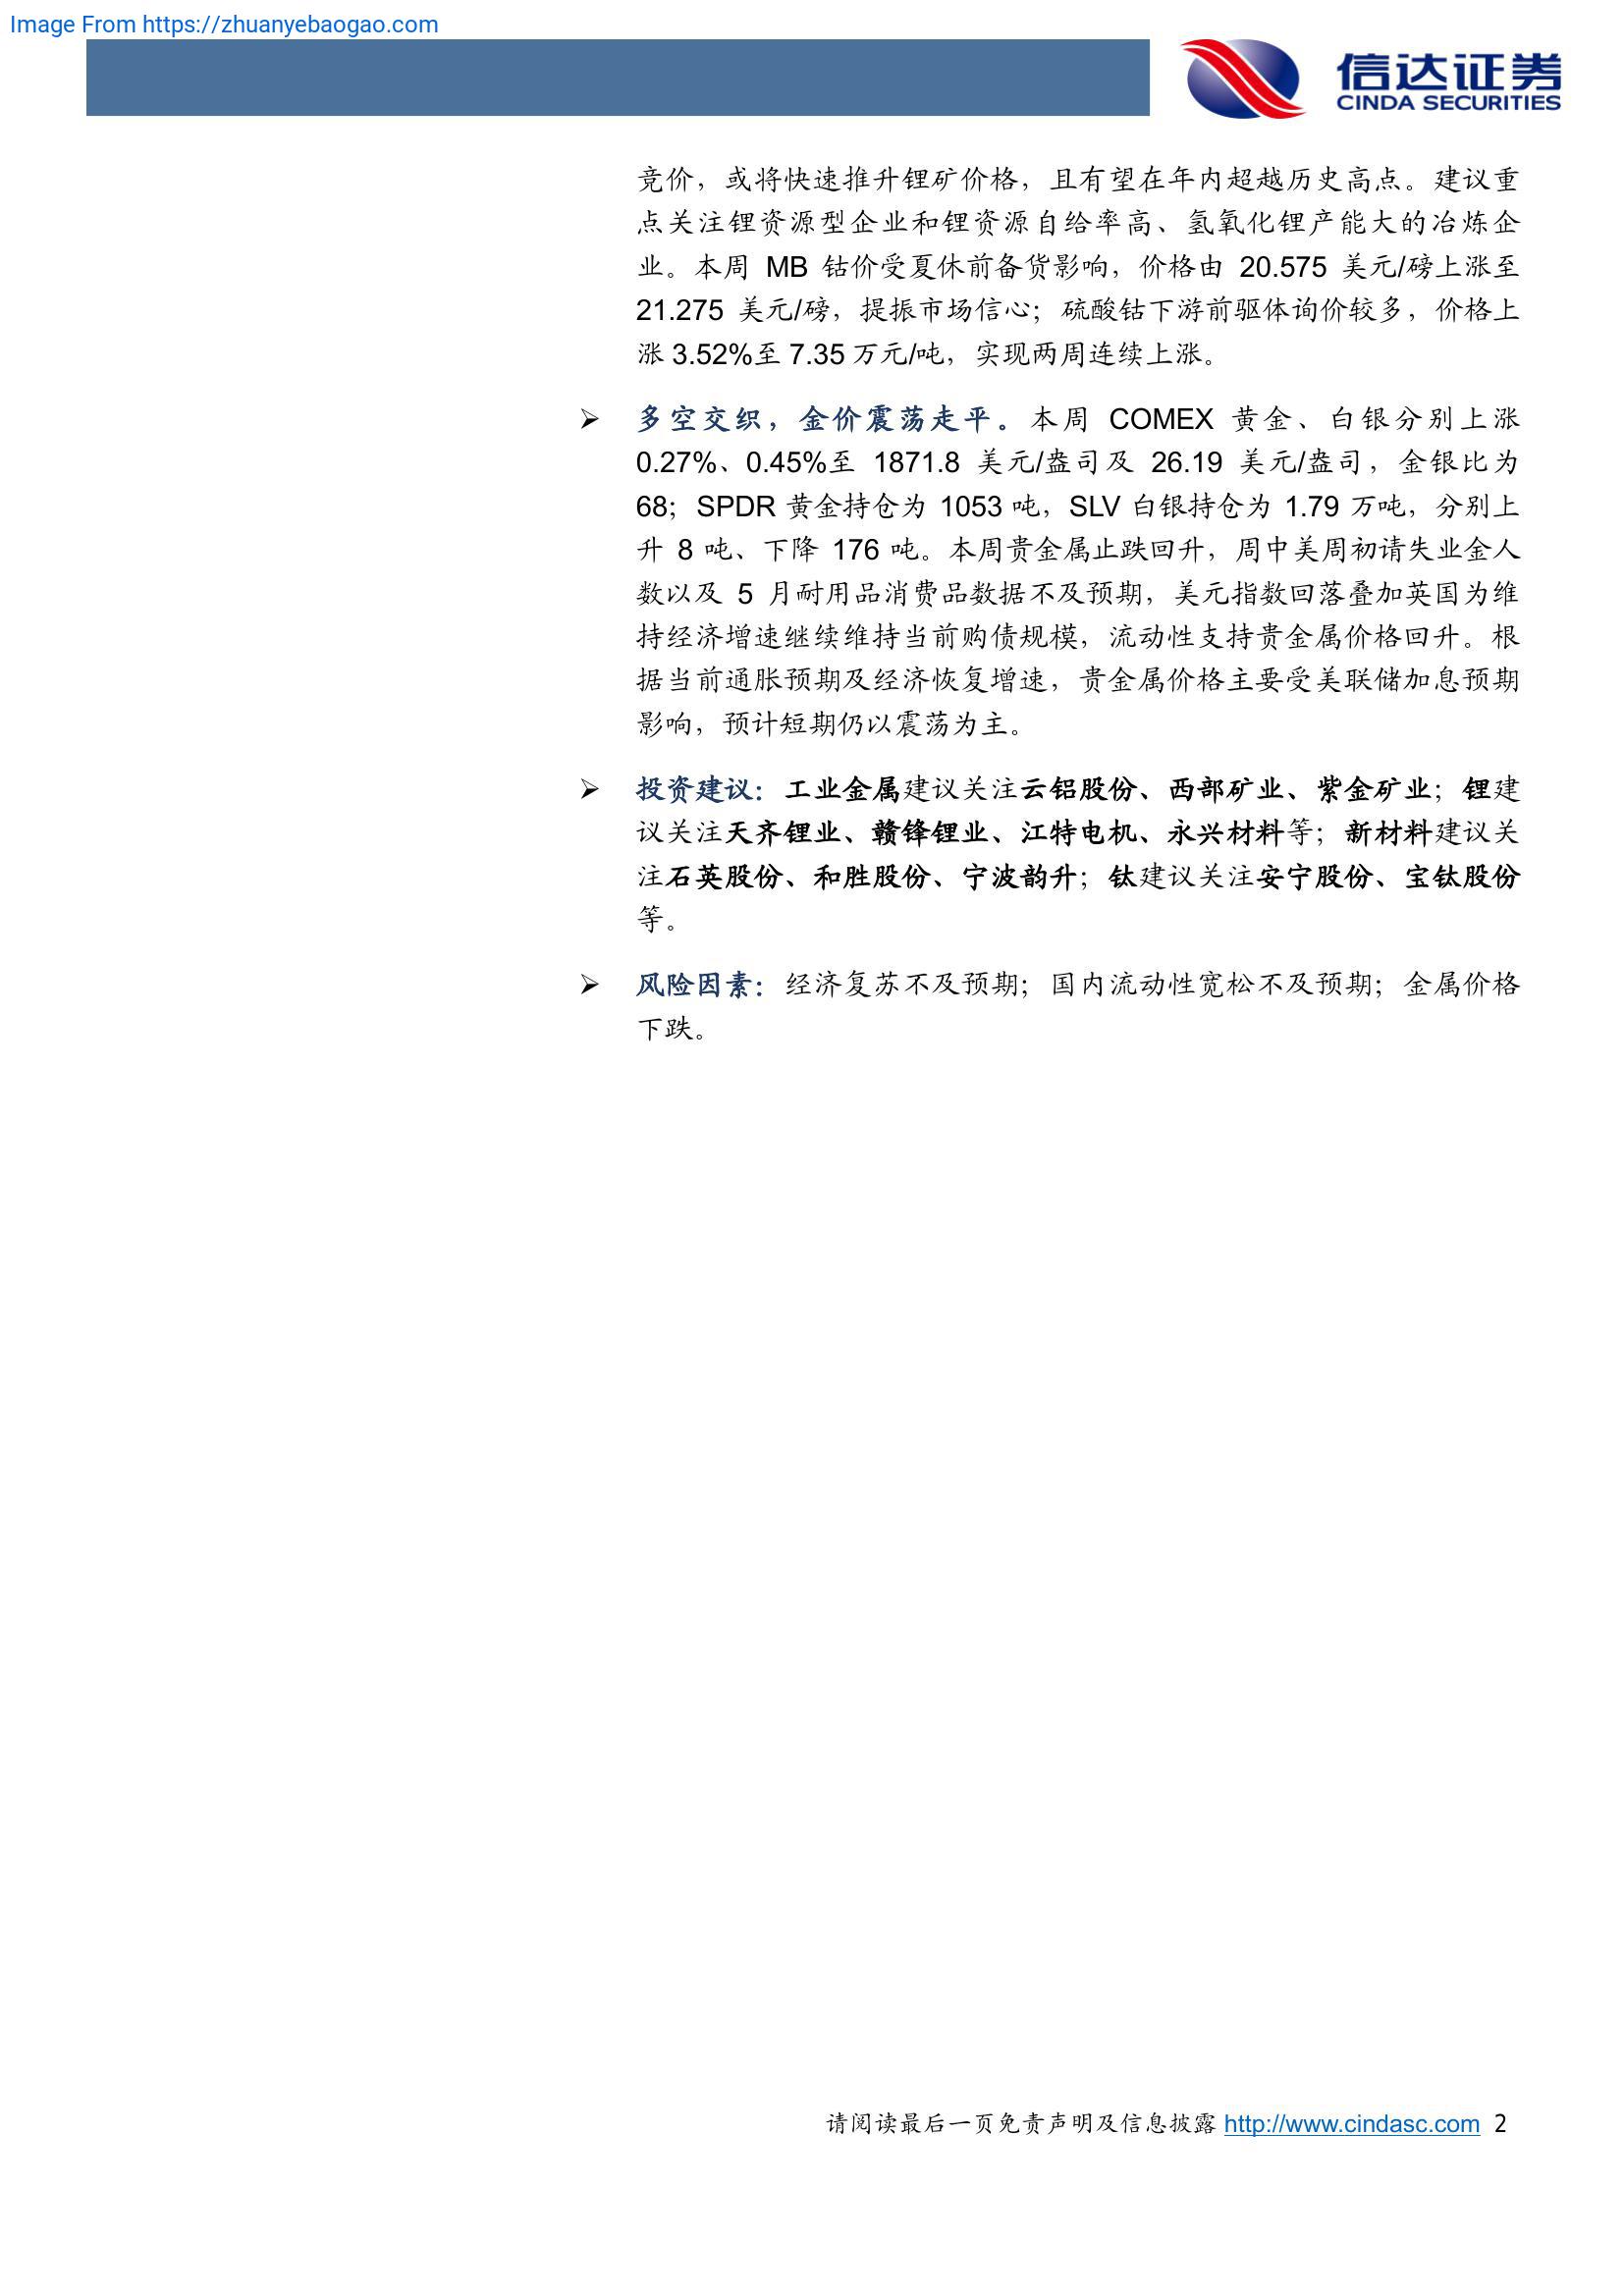 Image From https://zhuanyebaogao.com
信达证券
CINDA SECURITIES
竞价，或将快速推升锂矿价格，且有望在年内超越历史高点。建议重
点关注锂资源型企业和锂资源自给率高、氢氧化锂产能大的冶炼企
业。本周 MB 钴价受夏休前备货影响，价格由 20.575 美元/磅上涨至
21.275 美元/磅，提振市场信心；硫酸钴下游前驱体询价较多，价格上
涨 3.52%至 7.35 万元/吨，实现两周连续上涨。
➢ 多空交织，金价震荡走平。本周 COMEX 黄金、白银分别上涨
0.27%、0.45%至 1871.8 美元/盎司及 26.19 美元/盎司，金银比为
68；SPDR 黄金持仓为 1053 吨，SLV 白银持仓为 1.79 万吨，分别上
升 8 吨、下降 176 吨。本周贵金属止跌回升，周中美周初请失业金人
数以及 5 月耐用品消费品数据不及预期，美元指数回落叠加英国为维
持经济增速继续维持当前购债规模，流动性支持贵金属价格回升。根
据当前通胀预期及经济恢复增速，贵金属价格主要受美联储加息预期
影响，预计短期仍以震荡为主。
➢ 投资建议：工业金属建议关注云铝股份、西部矿业、紫金矿业；锂建
议关注天齐锂业、赣锋锂业、江特电机、永兴材料等；新材料建议关
注石英股份、和胜股份、宁波韵升；钛建议关注安宁股份、宝钛股份
等。
➢ 风险因素：经济复苏不及预期；国内流动性宽松不及预期；金属价格
下跌。
请阅读最后一页免责声明及信息披露 http://www.cindasc.com 2